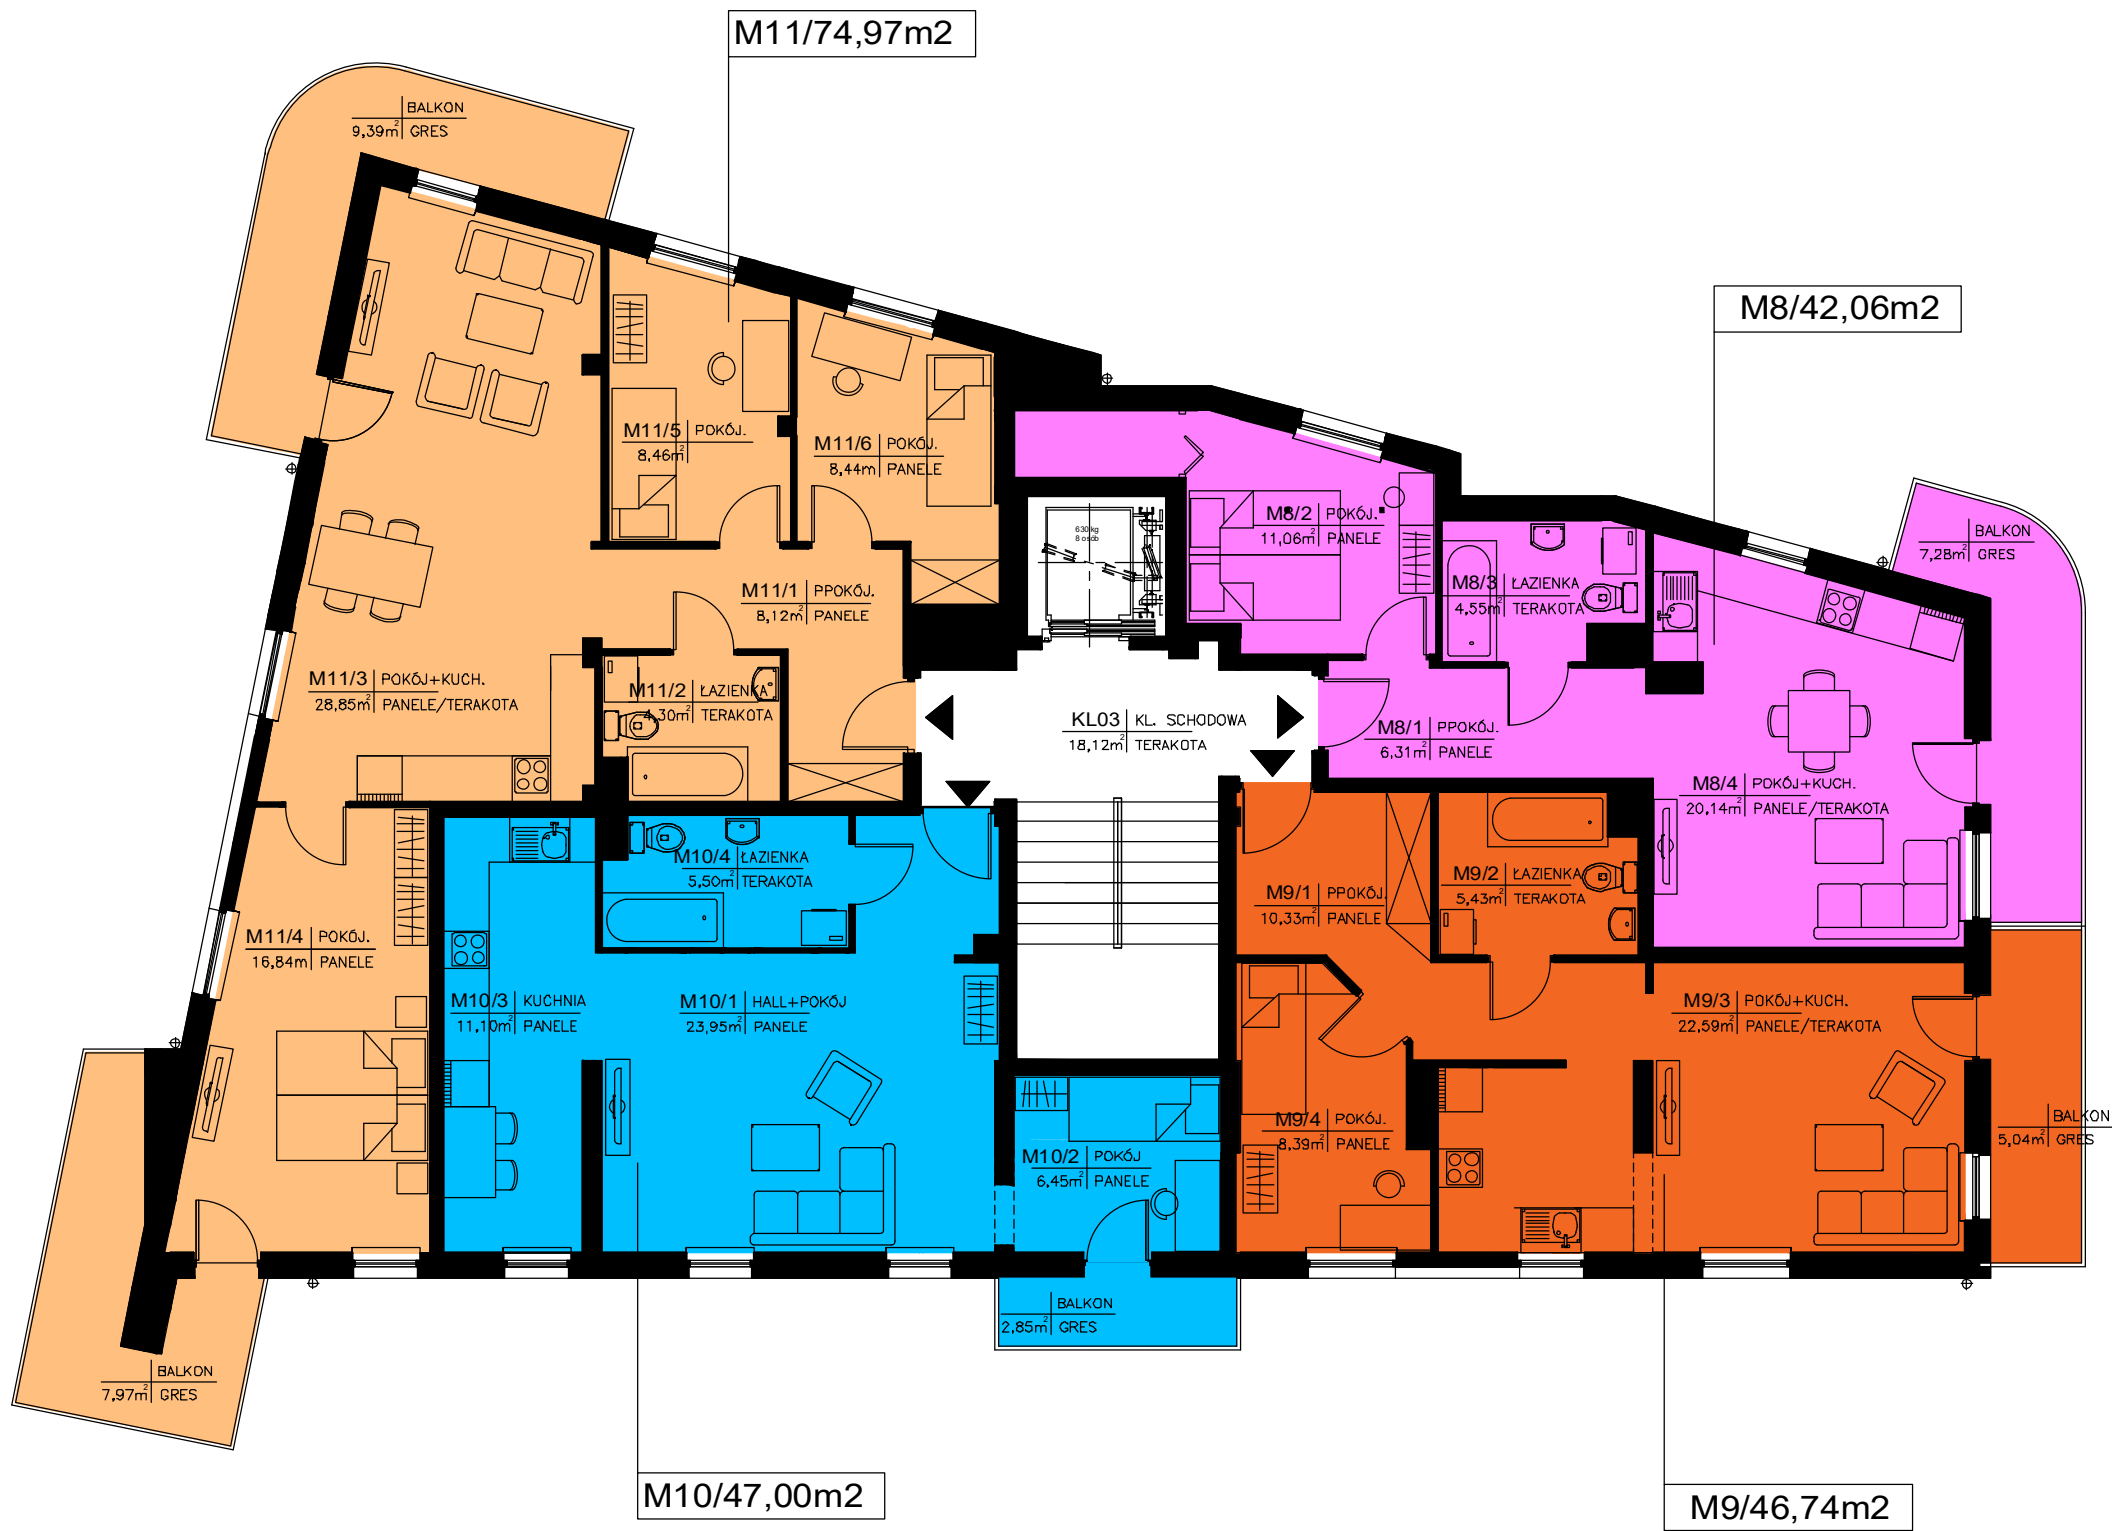 M11/74,97m2
BALKON
9,39m² GRES
M8/42,06m2
M11/5 POKÓJ.
8,46m²
M11/6 POKÓJ.
8,44m PANELE
630 kg
8 osób
M8/2 POKÓJ.
11,06m² PANELE
BALKON
7,28m² GRES
M8/3 ŁAZIENKA
4,55m² TERAKOTA
M11/1 PPOKÓJ.
8,12m² PANELE
M11/3 POKÓJ+KUCH.
28,85m² PANELE/TERAKOTA
M11/2 ŁAZIENKA
4,30m² TERAKOTA
KL03 KL. SCHODOWA
18,12m² TERAKOTA
M8/1 PPOKÓJ.
6,31m² PANELE
M8/4 POKÓJ+KUCH.
20,14m² PANELE/TERAKOTA
M10/4 ŁAZIENKA
5,50m² TERAKOTA
M9/1 PPOKÓJ.
10,33m² PANELE
M9/2 ŁAZIENKA
5,43m² TERAKOTA
M11/4 POKÓJ.
16,84m² PANELE
M10/3 KUCHNIA
11,10m² PANELE
M10/1 HALL+POKÓJ
23,95m² PANELE
M9/3 POKÓJ+KUCH.
22,59m² PANELE/TERAKOTA
M9/4 POKÓJ.
8,39m² PANELE
BALKON
5,04m² GRES
M10/2 POKÓJ
6,45m² PANELE
BALKON
2,85m² GRES
BALKON
7,97m² GRES
M10/47,00m2
M9/46,74m2